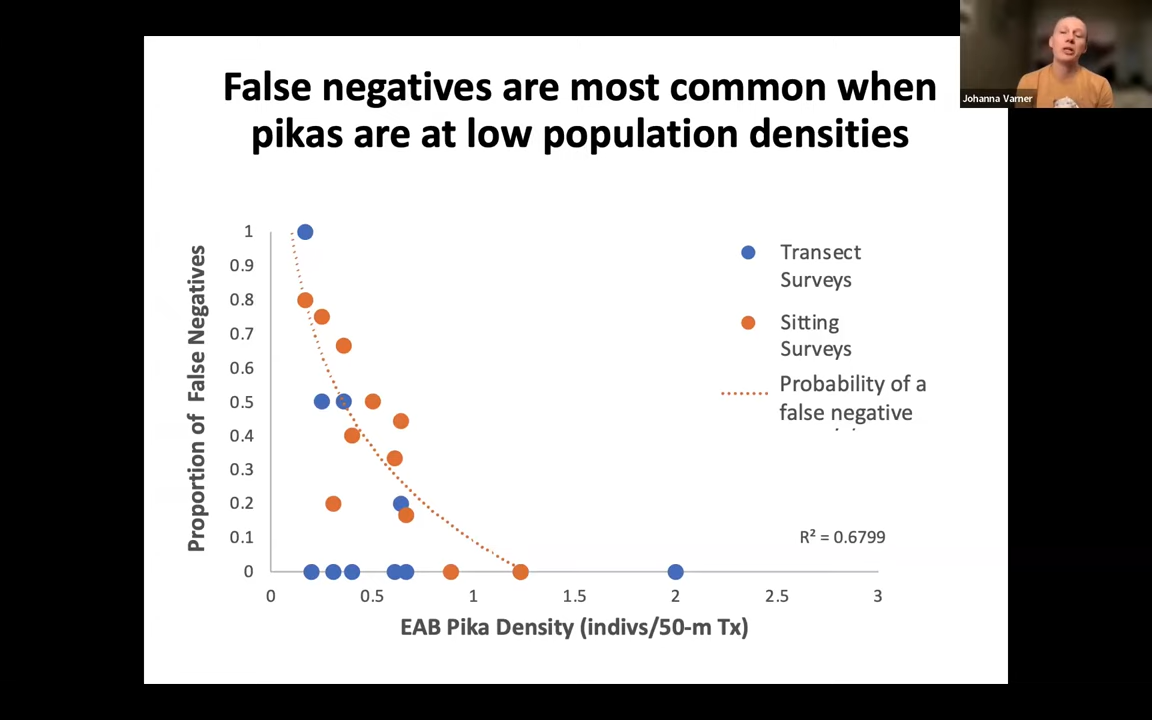 False negatives are most common when
pikas are at low population densities
Johanna Varner
Proportion of False Negatives
1
0.9
0.8
0.7
0.6
0.5
0.4
0.3
0.2
0.1
0
0
0.5
1
1.5
2
2.5
3
EAB Pika Density (indivs/50-m Tx)
Transect
Surveys
Sitting
Surveys
Probability of a
false negative
R² = 0.6799